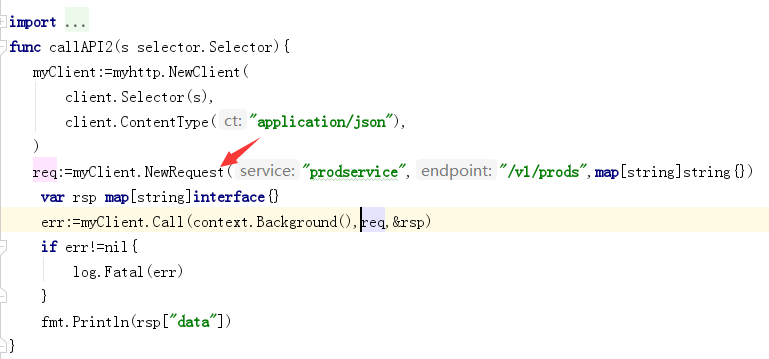 import ...
func callAPI2(s selector.Selector){
myClient:=myhttp.NewClient(
client.Selector(s),
client.ContentType( ct: "application/json"),
)
req:=myClient.NewRequest( service: "prodservice", endpoint: "/v1/prods",map[string]string{})
var rsp map[string]interface{}
err:=myClient.Call(context.Background(),req,&rsp)
if err!=nil{
log.Fatal(err)
}
fmt.Println(rsp["data"])
}